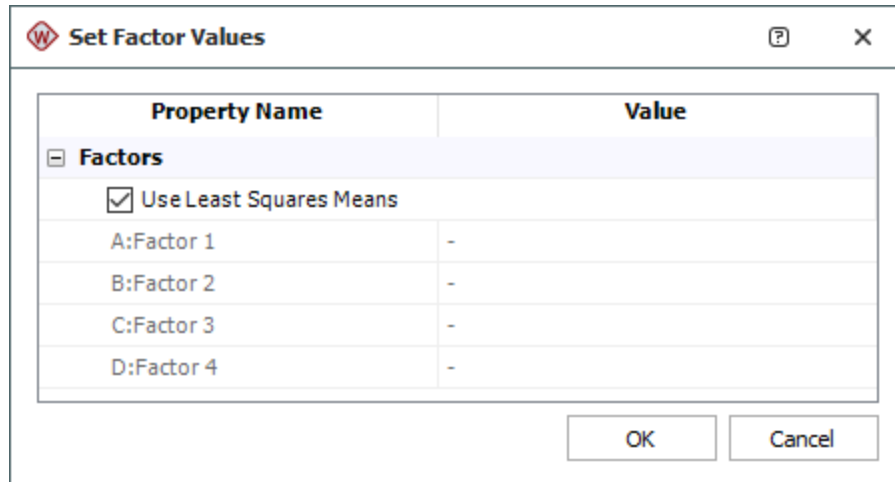 W Set Factor Values ?
Property Name Value
Factors
Use Least Squares Means
A:Factor 1 -
B:Factor 2 -
C:Factor 3 -
D:Factor 4 -
OK Cancel